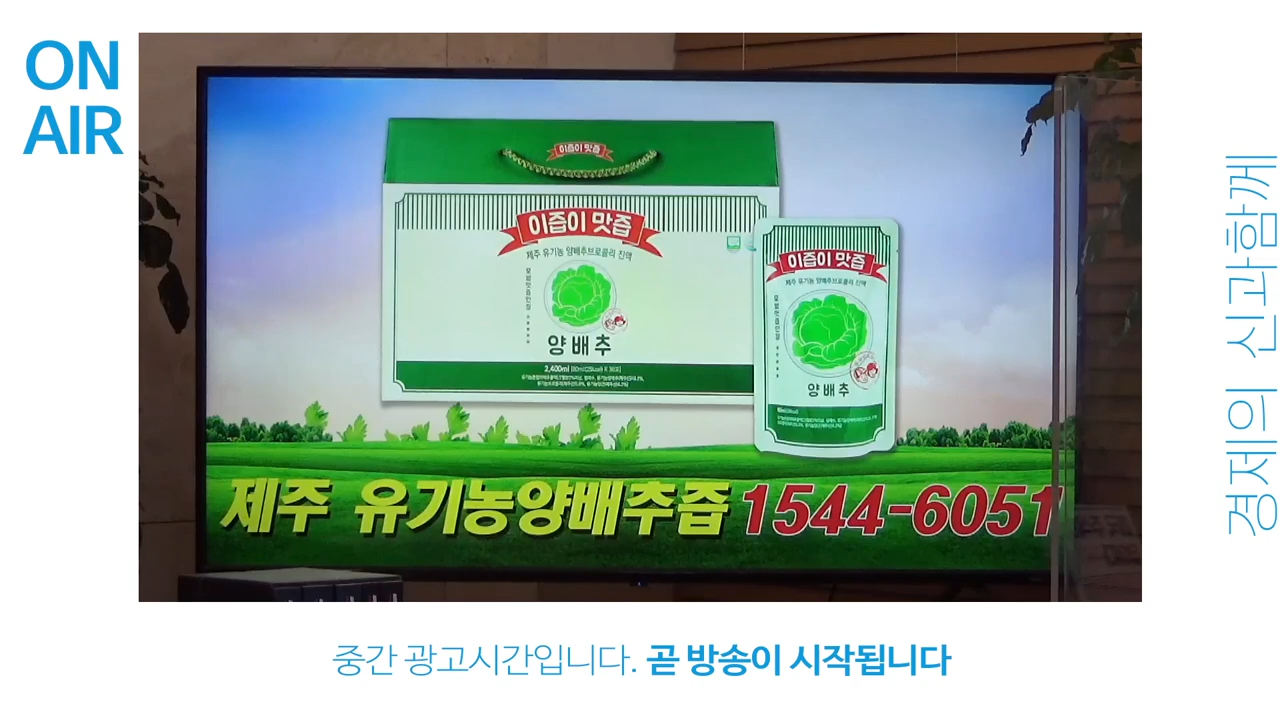 ON
AIR
이즙이 맛즙
이즙이 맛즙
제주 유기농 양배추브로콜리 진액
양배추
2,400ml
이즙이 맛즙
제주 유기농 양배추브로콜리 진액
양배추
제주 유기농양배추즙 1544-6051
경제의 신과함께
중간 광고시간입니다. 곧 방송이 시작됩니다